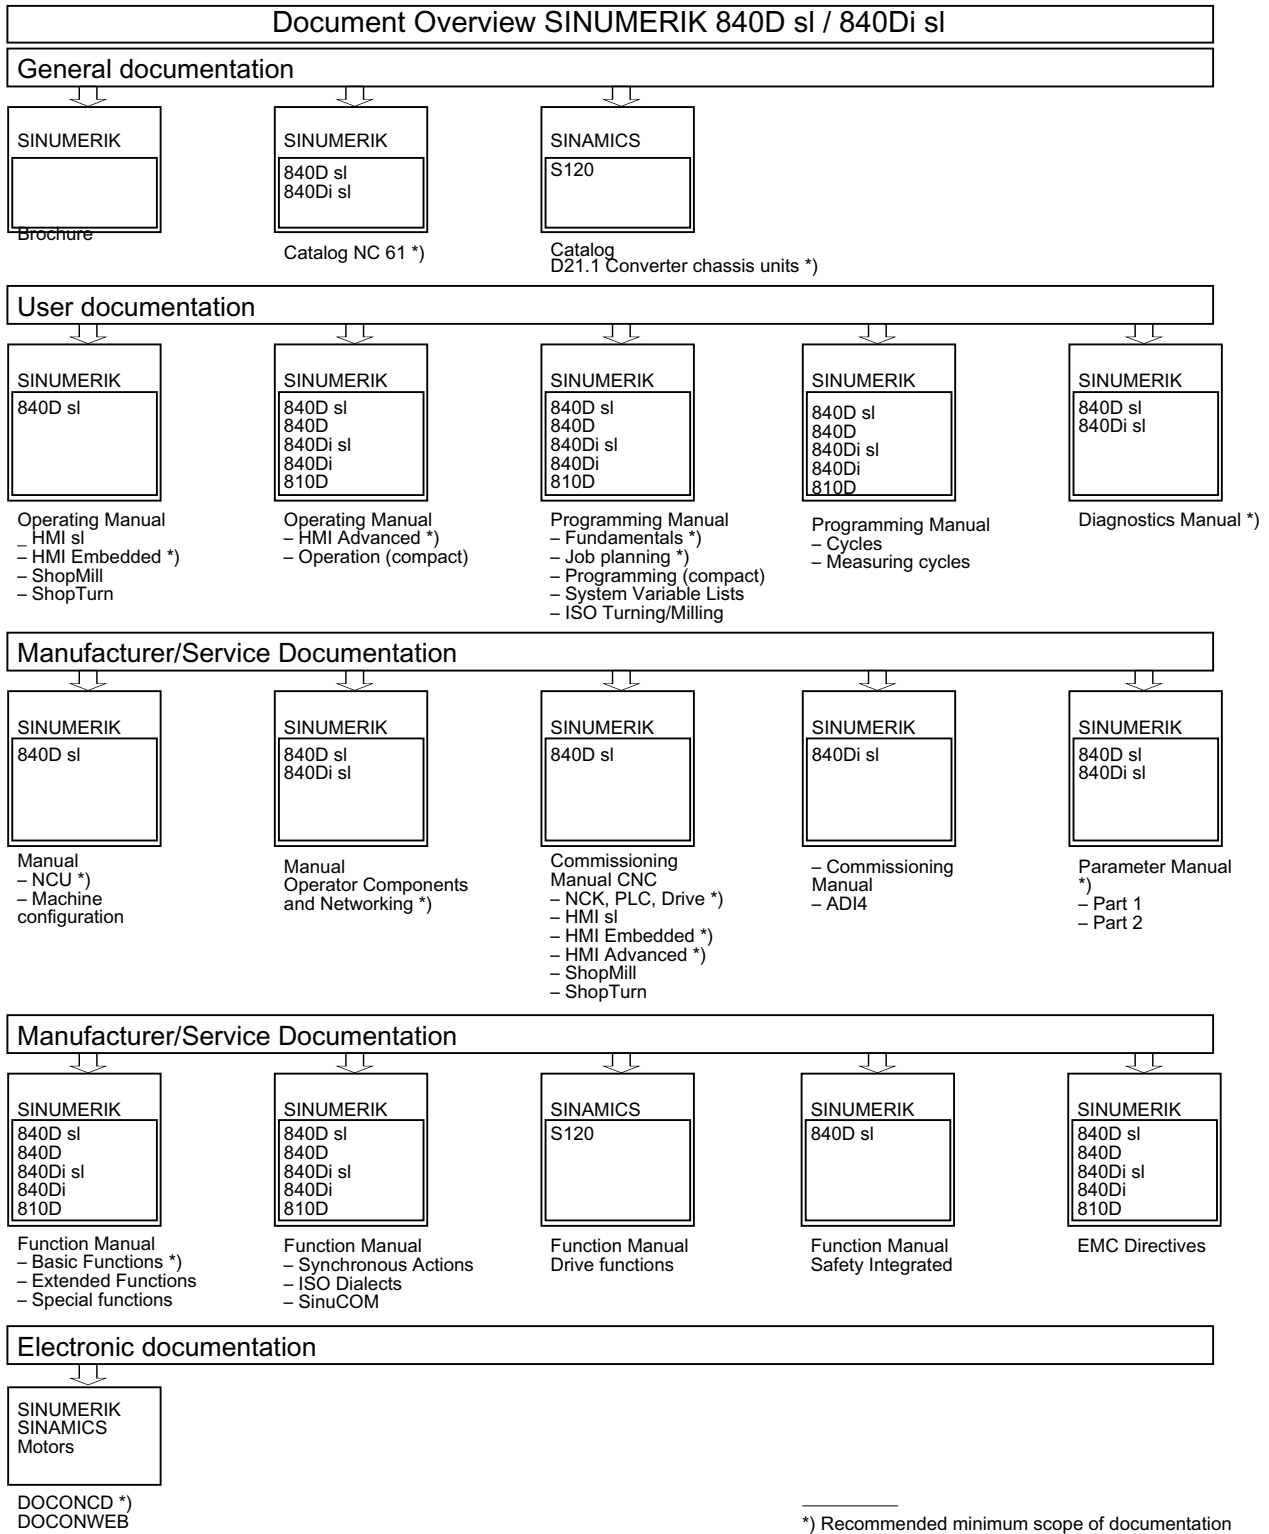 Document Overview SINUMERIK 840D sl / 840Di sl
General documentation
SINUMERIK
Brochure
SINUMERIK
840D sl
840Di sl
Catalog NC 61 *)
SINAMICS
S120
Catalog
D21.1 Converter chassis units *)
User documentation
SINUMERIK
840D sl
Operating Manual
_ HMI sl
– HMI Embedded *)
– ShopMill
– ShopTurn
SINUMERIK
840D sl
840D
840Di sl
840Di
810D
Operating Manual
– HMI Advanced *)
– Operation (compact)
SINUMERIK
840D sl
840D
840Di sl
840Di
810D
Programming Manual
– Fundamentals *)
– Job planning *)
– Programming (compact)
– System Variable Lists
– ISO Turning/Milling
SINUMERIK
840D sl
840D
840Di sl
840Di
810D
Programming Manual
– Cycles
– Measuring cycles
SINUMERIK
840D sl
840Di sl
Diagnostics Manual *)
Manufacturer/Service Documentation
SINUMERIK
840D sl
Manual
– NCU *)
– Machine
configuration
SINUMERIK
840D sl
840Di sl
Manual
Operator Components
and Networking *)
SINUMERIK
840D sl
Commissioning
Manual CNC
– NCK, PLC, Drive *)
– HMI sl
– HMI Embedded *)
– HMI Advanced *)
– ShopMill
– ShopTurn
SINUMERIK
840Di sl
– Commissioning
Manual
– ADI4
SINUMERIK
840D sl
840Di sl
Parameter Manual
*)
– Part 1
– Part 2
Manufacturer/Service Documentation
SINUMERIK
840D sl
840D
840Di sl
840Di
810D
Function Manual
– Basic Functions *)
– Extended Functions
– Special functions
SINUMERIK
840D sl
840D
840Di sl
840Di
810D
Function Manual
– Synchronous Actions
– ISO Dialects
– SinuCOM
SINAMICS
S120
Function Manual
Drive functions
SINUMERIK
840D sl
Function Manual
Safety Integrated
SINUMERIK
840D sl
840D
840Di sl
840Di
810D
EMC Directives
Electronic documentation
SINUMERIK
SINAMICS
Motors
DOCONCD *)
DOCONWEB
*) Recommended minimum scope of documentation